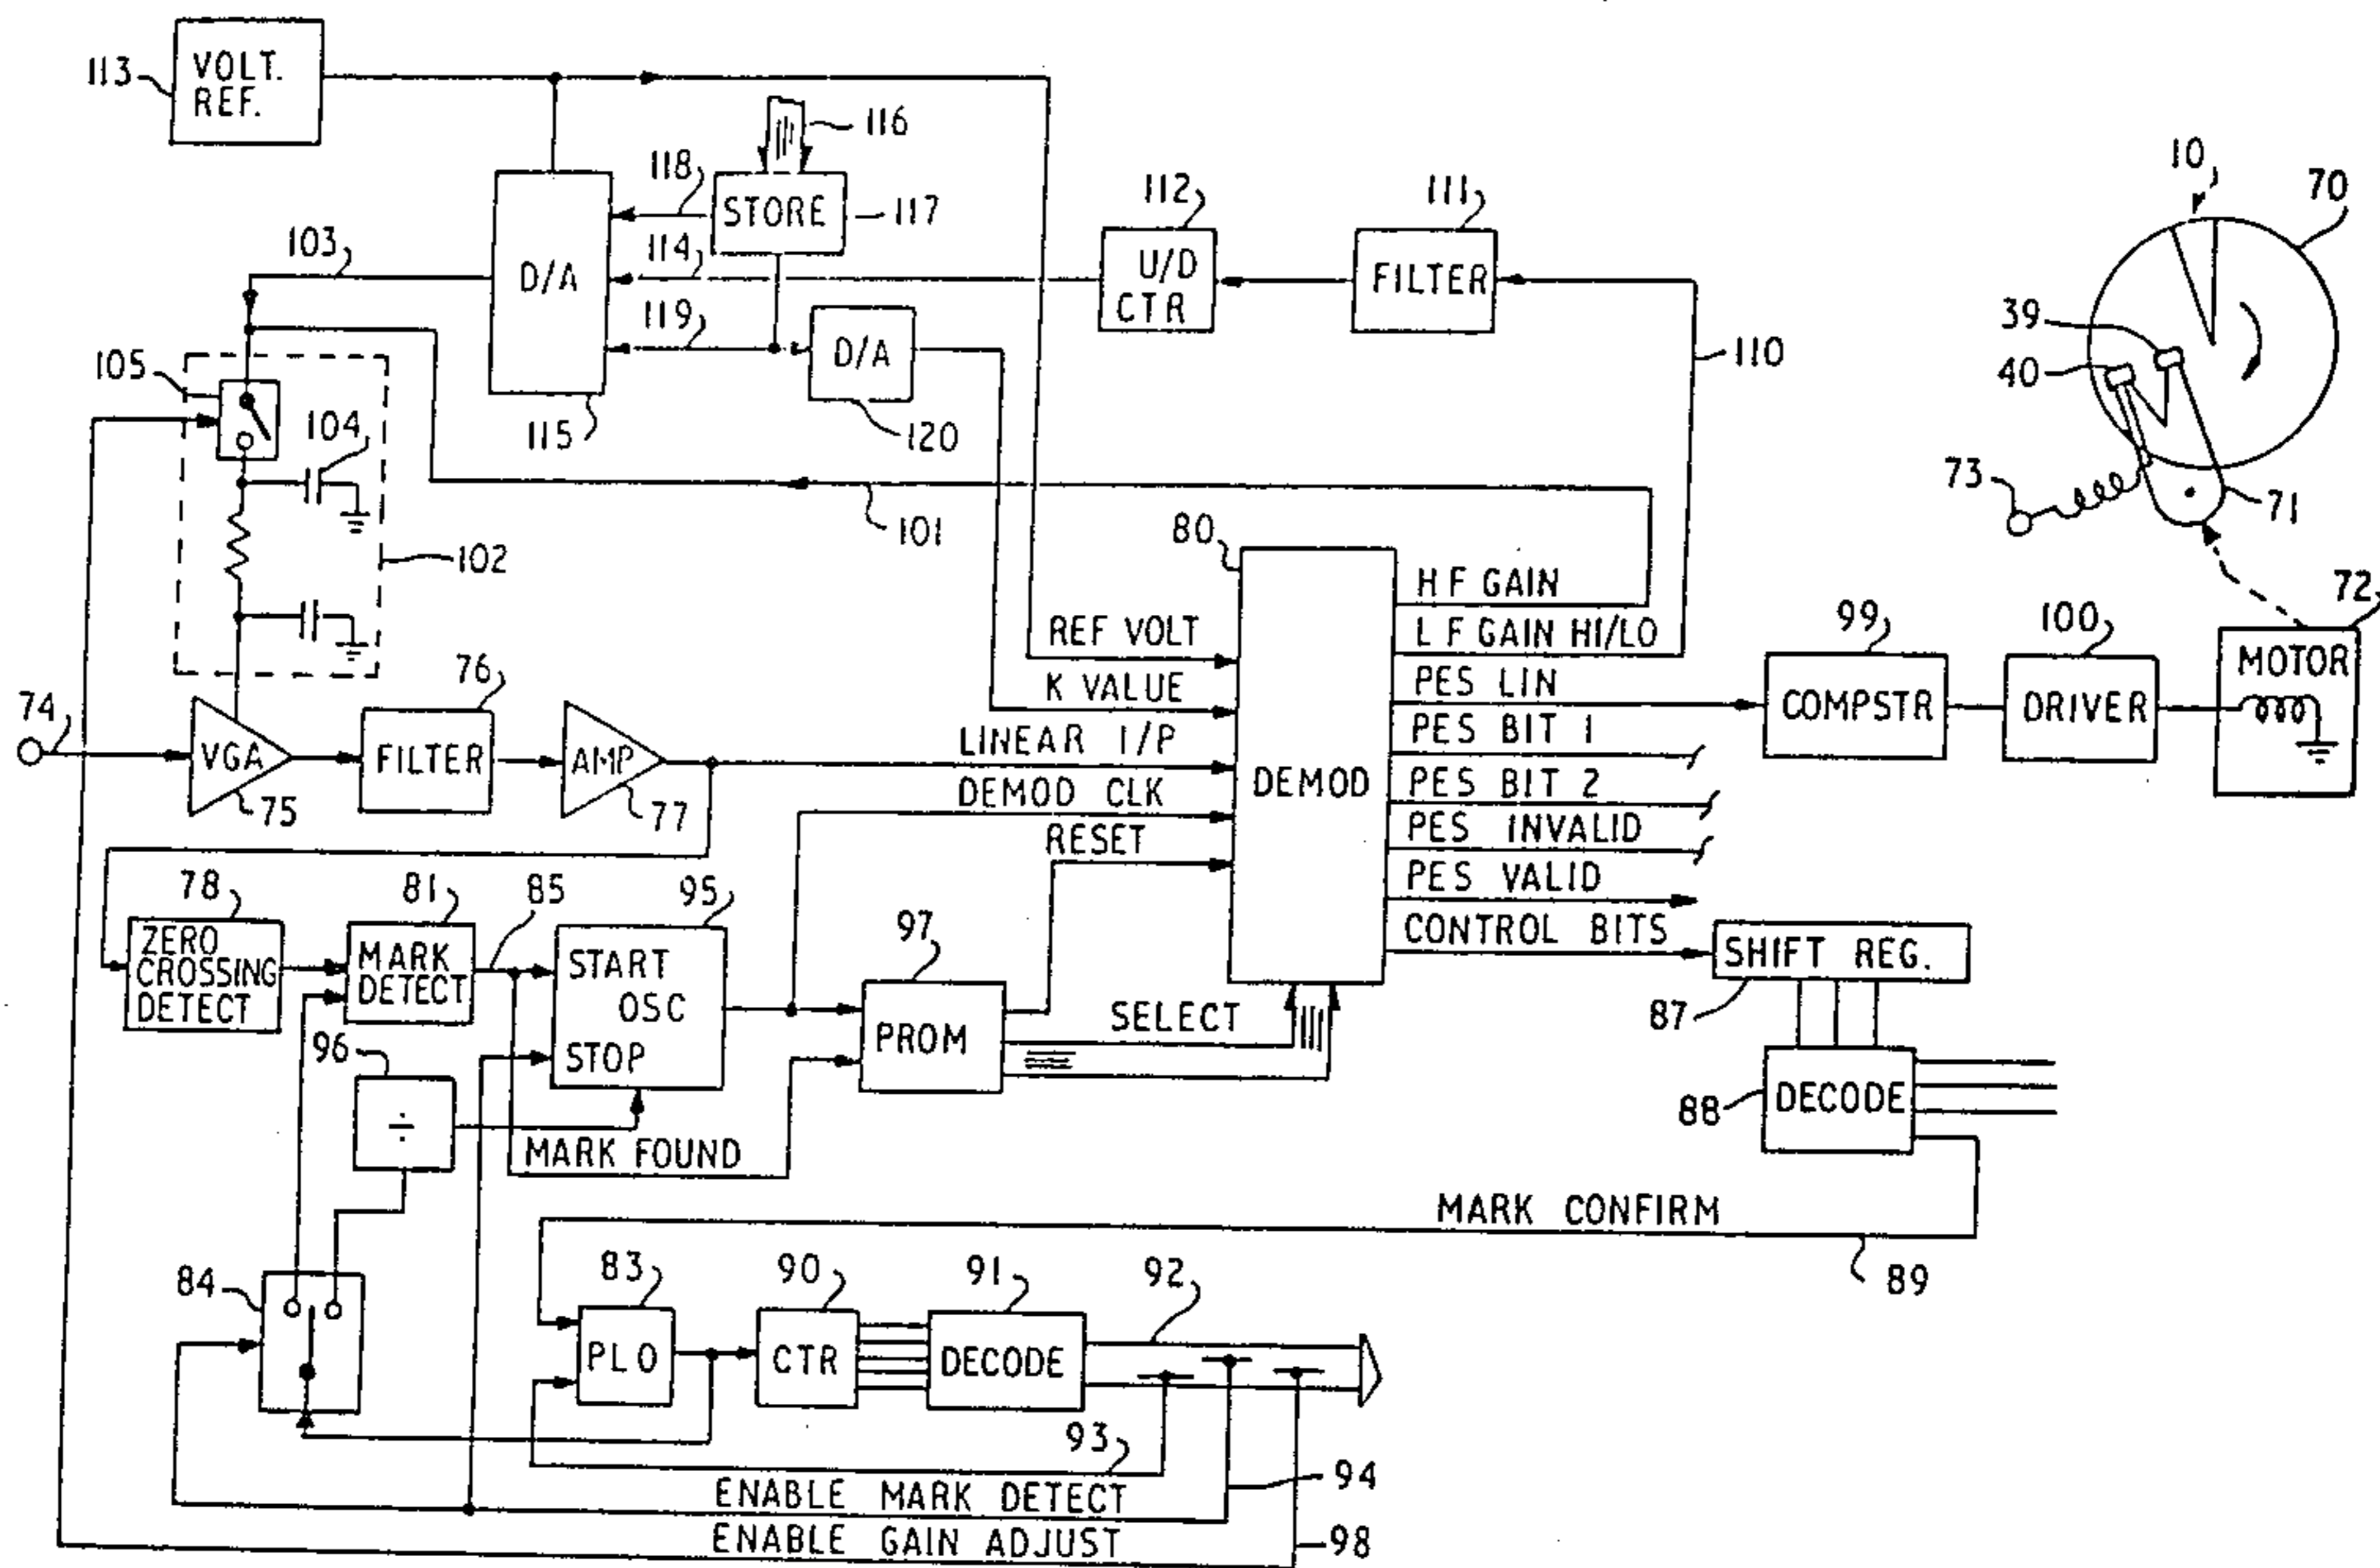 113
VOLT.
REF.
116
118
STORE
117
103
D/A
114
119
D/A
115
120
112
U/D
CTR
111
FILTER
110
10
70
39
40
73
71
105
104
102
101
80
HF GAIN
LF GAIN HI/LO
PES LIN
PES BIT 1
PES BIT 2
PES INVALID
PES VALID
CONTROL BITS
DEMOD
REF VOLT
K VALUE
LINEAR I/P
DEMOD CLK
RESET
99
COMPSTR
100
DRIVER
72
MOTOR
74
VGA
75
76
FILTER
AMP
77
78
ZERO
CROSSING
DETECT
81
MARK
DETECT
85
95
START
OSC
STOP
96
÷
MARK FOUND
97
PROM
SELECT
SHIFT REG.
87
88
DECODE
MARK CONFIRM
89
84
83
PLO
90
CTR
91
DECODE
92
93
94
ENABLE MARK DETECT
ENABLE GAIN ADJUST
98